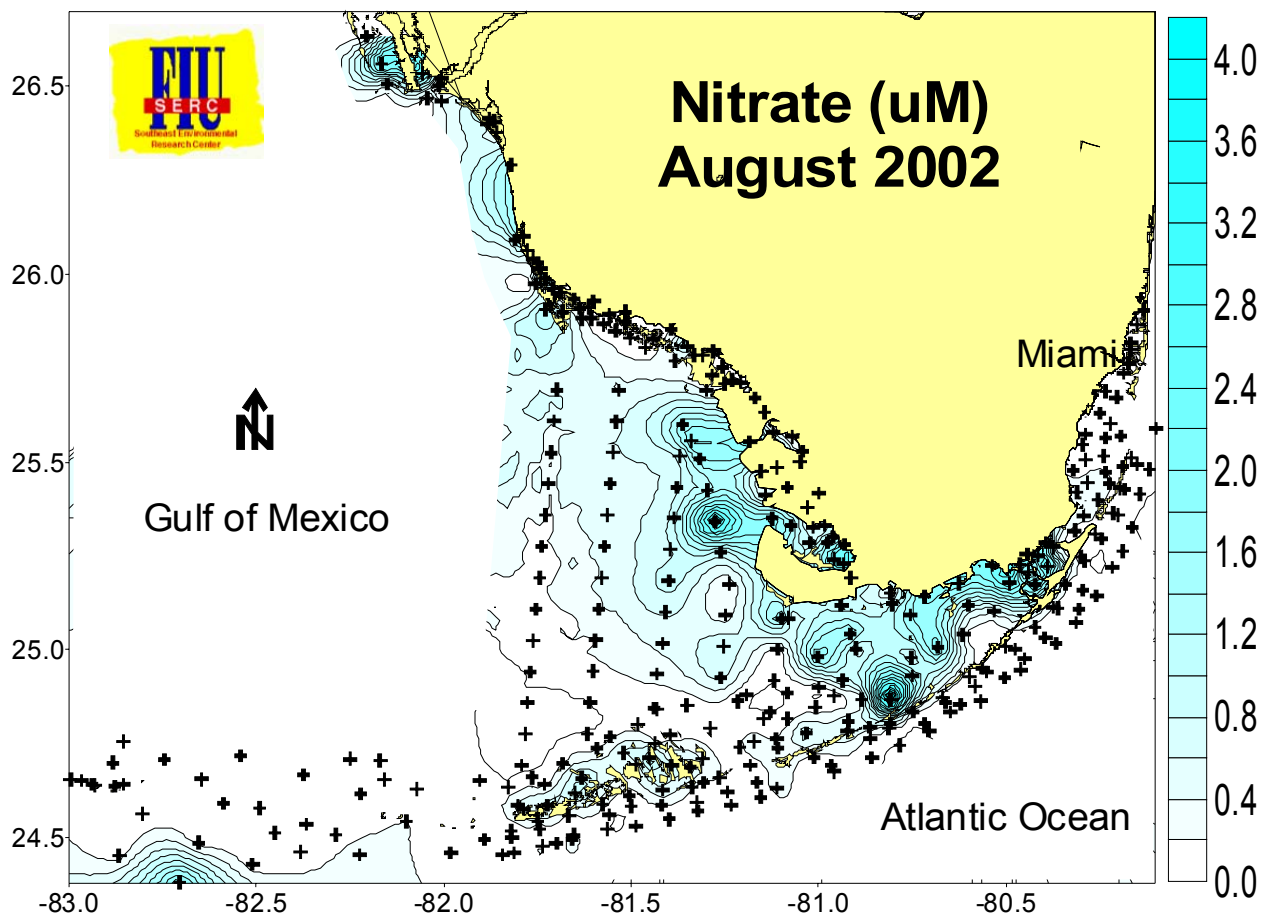 FIU
SERC
Southeast Environmental
Research Center
Nitrate (uM)
August 2002
Miami
N
Gulf of Mexico
Atlantic Ocean
26.5
26.0
25.5
25.0
24.5
-83.0
-82.5
-82.0
-81.5
-81.0
-80.5
4.0
3.6
3.2
2.8
2.4
2.0
1.6
1.2
0.8
0.4
0.0